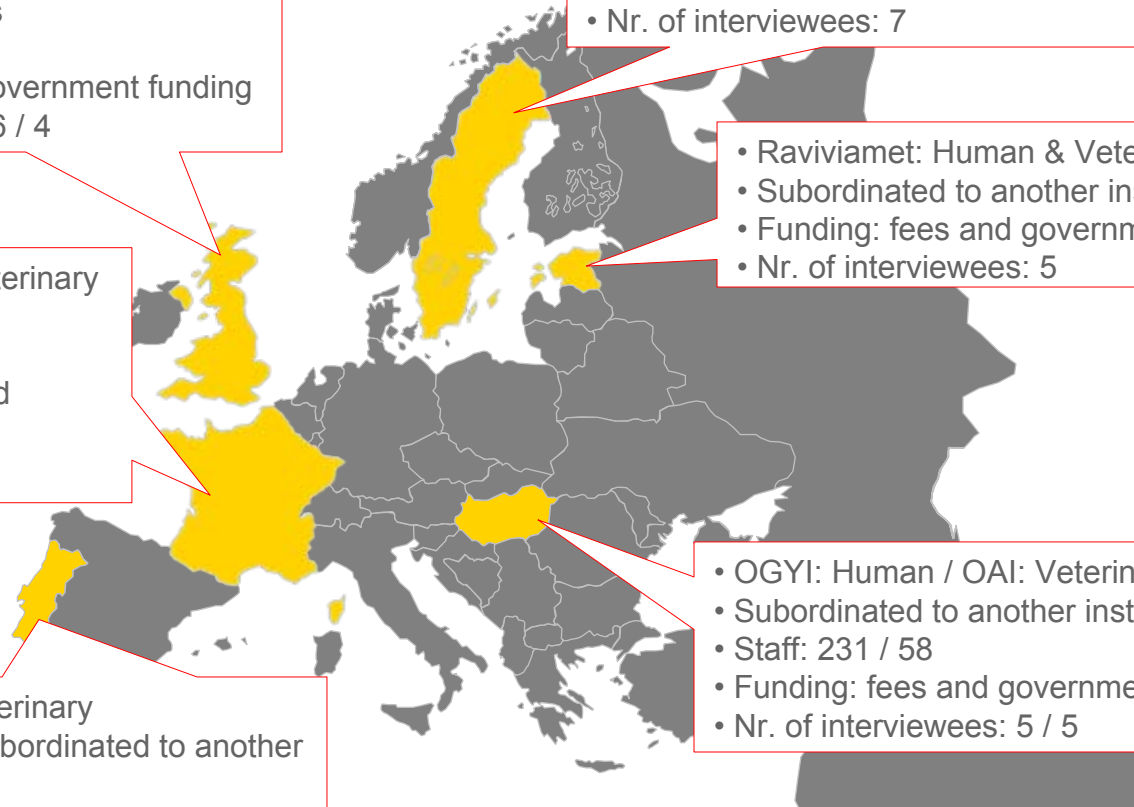 overnment funding
/ 4
• Nr. of interviewees: 7
• Raviviamet: Human & Vete
• Subordinated to another in
• Funding: fees and governm
• Nr. of interviewees: 5
terinary
• OGYI: Human / OAI: Veterin
• Subordinated to another inst
• Staff: 231 / 58
• Funding: fees and governme
• Nr. of interviewees: 5 / 5
erinary
bordinated to another